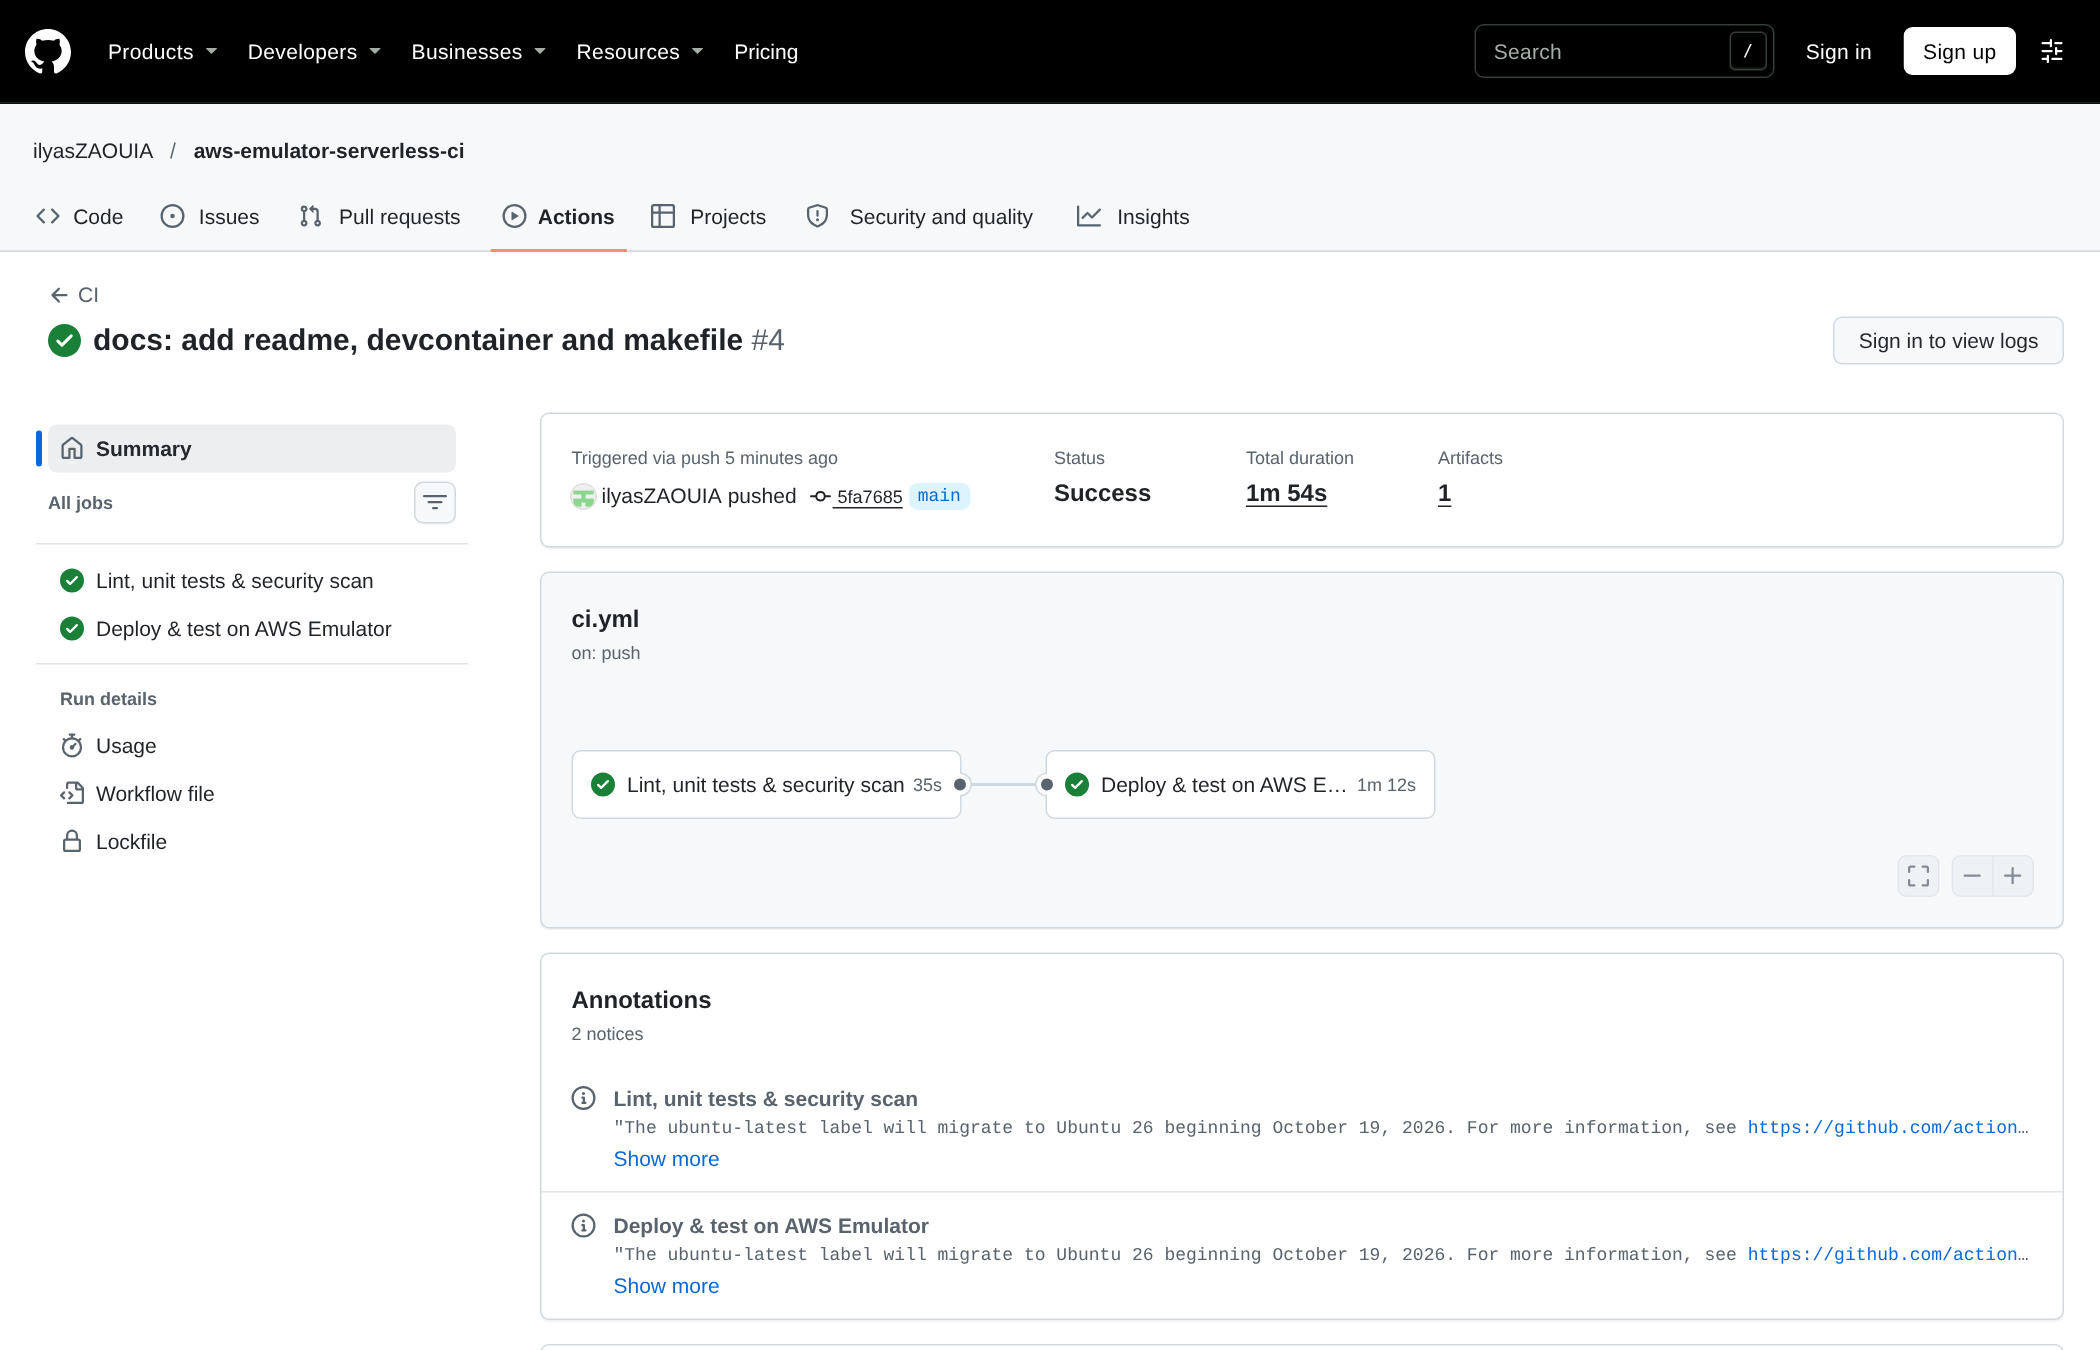 Products Developers Businesses Resources Pricing Search / Sign in Sign up
ilyasZAOUIA / aws-emulator-serverless-ci
Code Issues Pull requests Actions Projects Security and quality Insights
CI
docs: add readme, devcontainer and makefile #4
Sign in to view logs
Summary
All jobs
Lint, unit tests & security scan
Deploy & test on AWS Emulator
Run details
Usage
Workflow file
Lockfile
Triggered via push 5 minutes ago
ilyasZAOUIA pushed 5fa7685 main
Status
Success
Total duration
1m 54s
Artifacts
1
ci.yml
on: push
Lint, unit tests & security scan 35s
Deploy & test on AWS E… 1m 12s
Annotations
2 notices
Lint, unit tests & security scan
"The ubuntu-latest label will migrate to Ubuntu 26 beginning October 19, 2026. For more information, see https://github.com/action…
Show more
Deploy & test on AWS Emulator
"The ubuntu-latest label will migrate to Ubuntu 26 beginning October 19, 2026. For more information, see https://github.com/action…
Show more